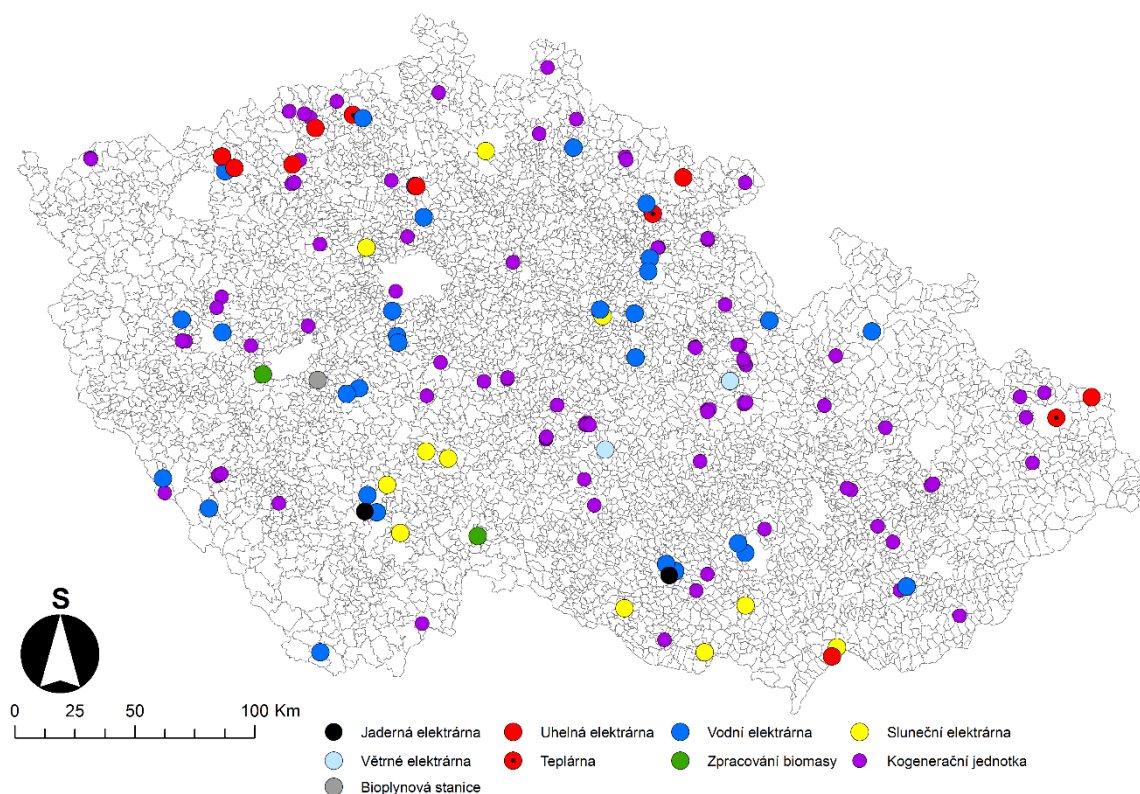 S
0 25 50 100 Km
Jaderná elektrárna Uhelná elektrárna Vodní elektrárna Sluneční elektrárna
Větrné elektrárna Teplárna Zpracování biomasy Kogenerační jednotka
Bioplynová stanice